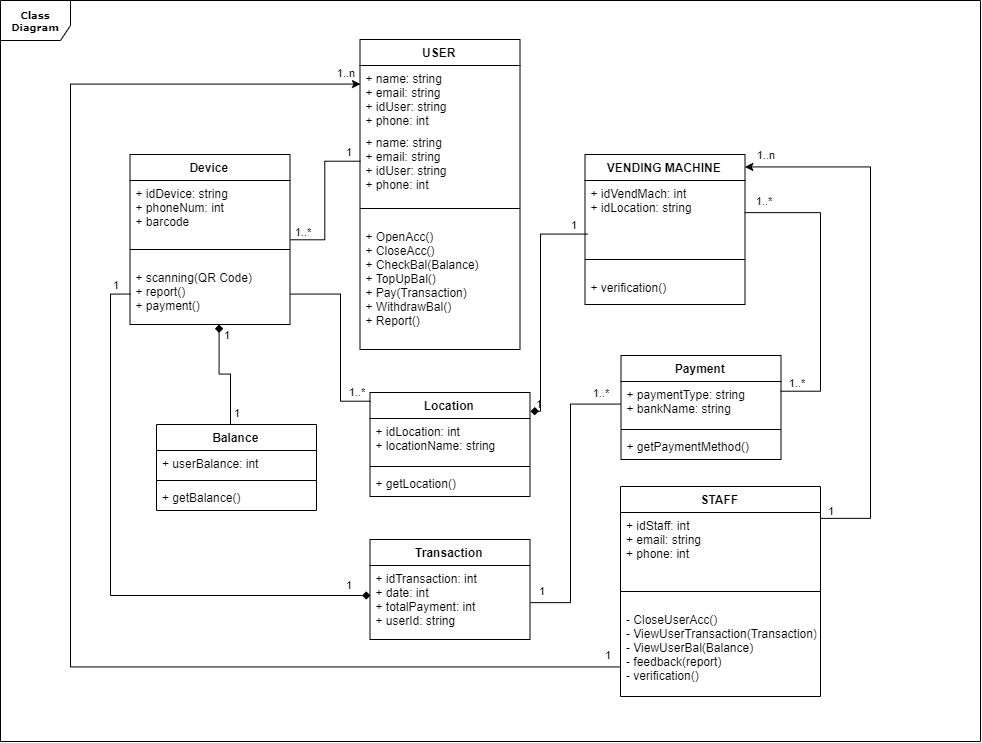 Class
Diagram
USER
+ name: string
+ email: string
+ idUser: string
+ phone: int
+ name: string
+ email: string
+ idUser: string
+ phone: int
+ OpenAcc()
+ CloseAcc()
+ CheckBal(Balance)
+ TopUpBal()
+ Pay(Transaction)
+ WithdrawBal()
+ Report()
1..n
1
Device
+ idDevice: string
+ phoneNum: int
+ barcode
+ scanning(QR Code)
+ report()
+ payment()
1..*
1
1
1
Balance
+ userBalance: int
+ getBalance()
VENDING MACHINE
+ idVendMach: int
+ idLocation: string
+ verification()
1..n
1..*
1
1..*
Location
+ idLocation: int
+ locationName: string
+ getLocation()
1
Payment
+ paymentType: string
+ bankName: string
+ getPaymentMethod()
1..*
1..*
Transaction
+ idTransaction: int
+ date: int
+ totalPayment: int
+ userId: string
1
1
STAFF
+ idStaff: int
+ email: string
+ phone: int
- CloseUserAcc()
- ViewUserTransaction(Transaction)
- ViewUserBal(Balance)
- feedback(report)
- verification()
1
1